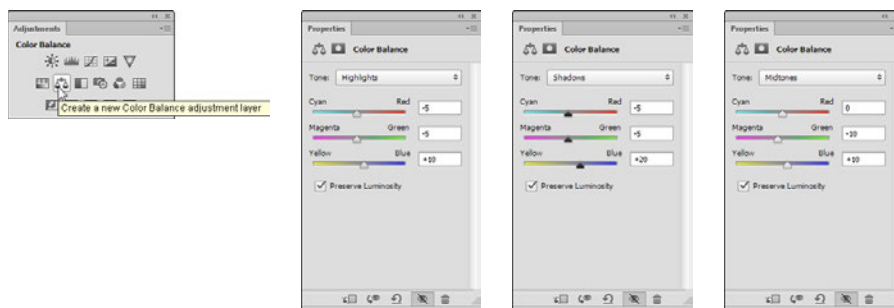 Adjustments
Color Balance
Create a new Color Balance adjustment layer
Properties
Color Balance
Tone: Highlights
Cyan Red -5
Magenta Green -5
Yellow Blue +10
Preserve Luminosity
Properties
Color Balance
Tone: Shadows
Cyan Red -5
Magenta Green -5
Yellow Blue +20
Preserve Luminosity
Properties
Color Balance
Tone: Midtones
Cyan Red 0
Magenta Green -10
Yellow Blue +10
Preserve Luminosity